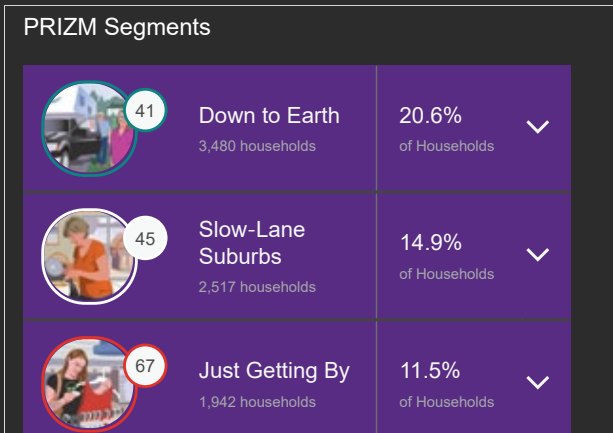 PRIZM Segments
41
Down to Earth
3,480 households
20.6%
of Households
45
Slow-Lane
Suburbs
2,517 households
14.9%
of Households
67
Just Getting By
1,942 households
11.5%
of Households